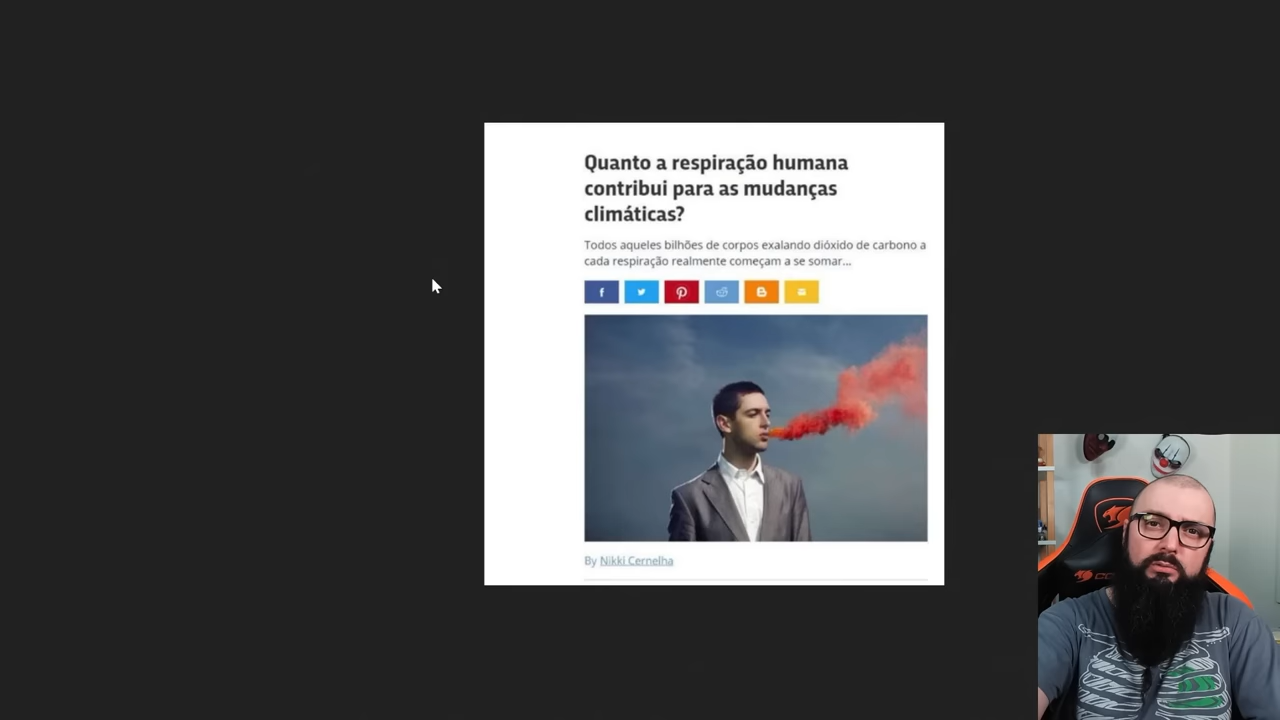 Quanto a respiração humana
contribui para as mudanças
climáticas?
Todos aqueles bilhões de corpos exalando dióxido de carbono a
cada respiração realmente começam a se somar...
By Nikki Cernelha